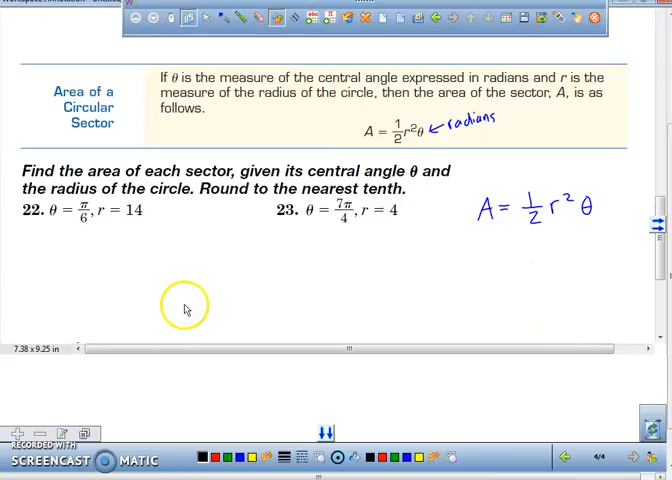 Area of a
Circular
Sector
If θ is the measure of the central angle expressed in radians and r is the
measure of the radius of the circle, then the area of the sector, A, is as
follows.
A = 1/2 r²θ ← radians
Find the area of each sector, given its central angle θ and
the radius of the circle. Round to the nearest tenth.
22. θ = π/6, r = 14
23. θ = 7π/4, r = 4
A = 1/2 r² θ
7.38 x 9.25 in
RECORDED WITH
SCREENCAST MATIC
4/4